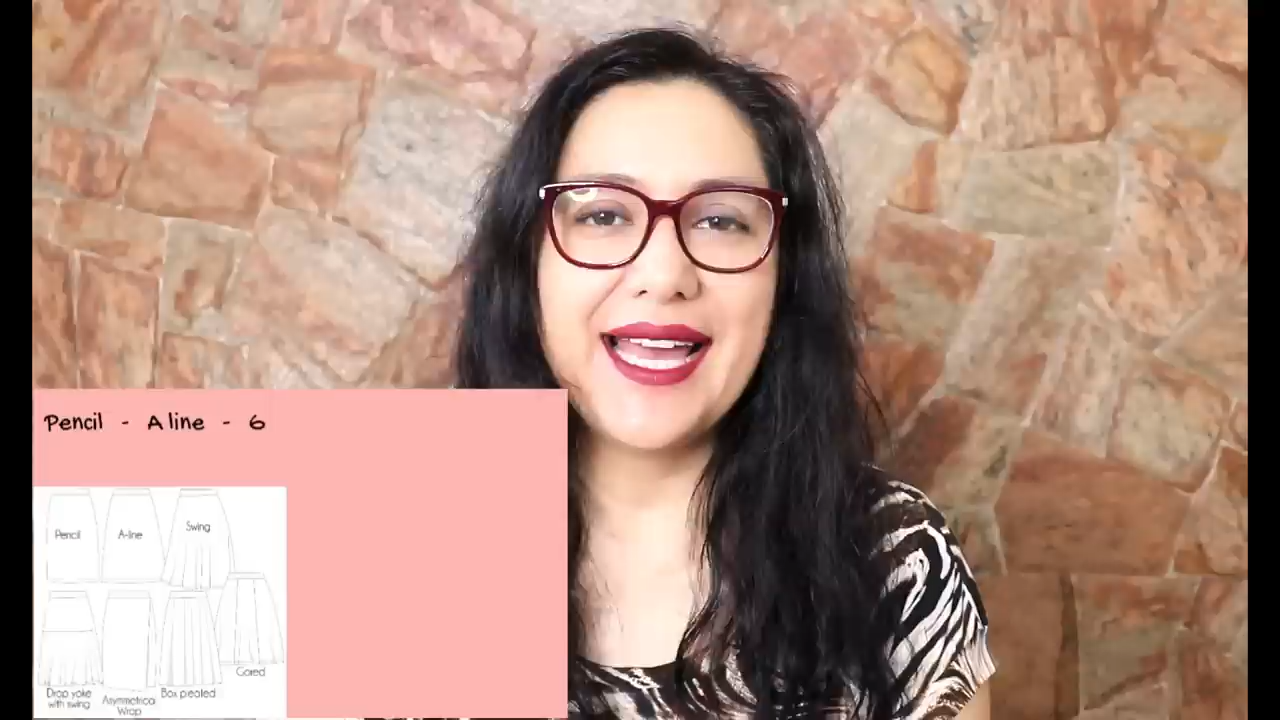 Pencil - A line - 6
Pencil
A-line
Swing
Gored
Drop yoke
with swing
Asymmetrical
Wrap
Box pleated